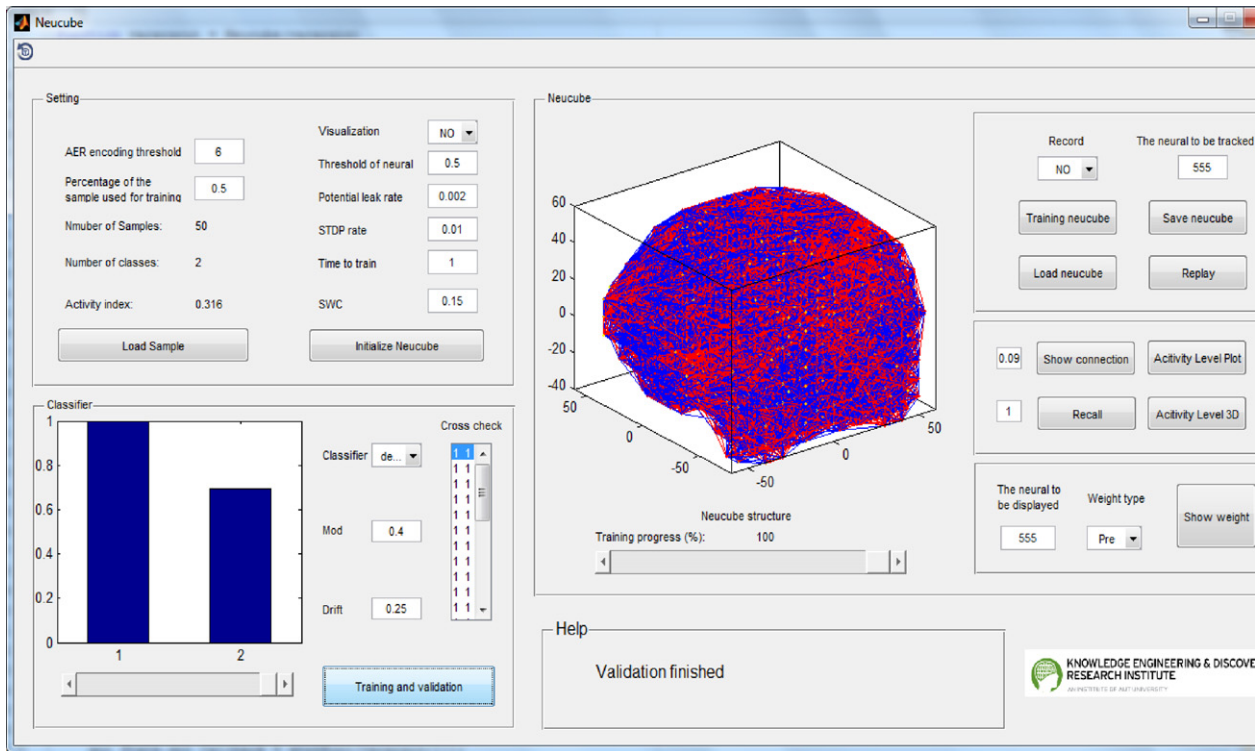 Neucube
Setting
AER encoding threshold 6
Percentage of the
sample used for training 0.5
Nmuber of Samples: 50
Number of classes: 2
Activity index: 0.316
Load Sample
Visualization NO
Threshold of neural 0.5
Potential leak rate 0.002
STDP rate 0.01
Time to train 1
SWC 0.15
Initialize Neucube
Classifier
1
0.8
0.6
0.4
0.2
0
1 2
Classifier de...
Mod 0.4
Drift 0.25
Cross check
1 1
1 1
1 1
1 1
1 1
1 1
1 1
1 1
1 1
1 1
1 1
Training and validation
Neucube
60
40
20
0
-20
-40
50
0
-50
-50
0
50
Neucube structure
Training progress (%): 100
Record
NO
The neural to be tracked
555
Training neucube
Save neucube
Load neucube
Replay
0.09
Show connection
Acitivity Level Plot
1
Recall
Acitivity Level 3D
The neural to
be displayed
555
Weight type
Pre
Show weight
Help
Validation finished
KNOWLEDGE ENGINEERING & DISCOVE
RESEARCH INSTITUTE
AN INSTITUTE OF AUT UNIVERSITY